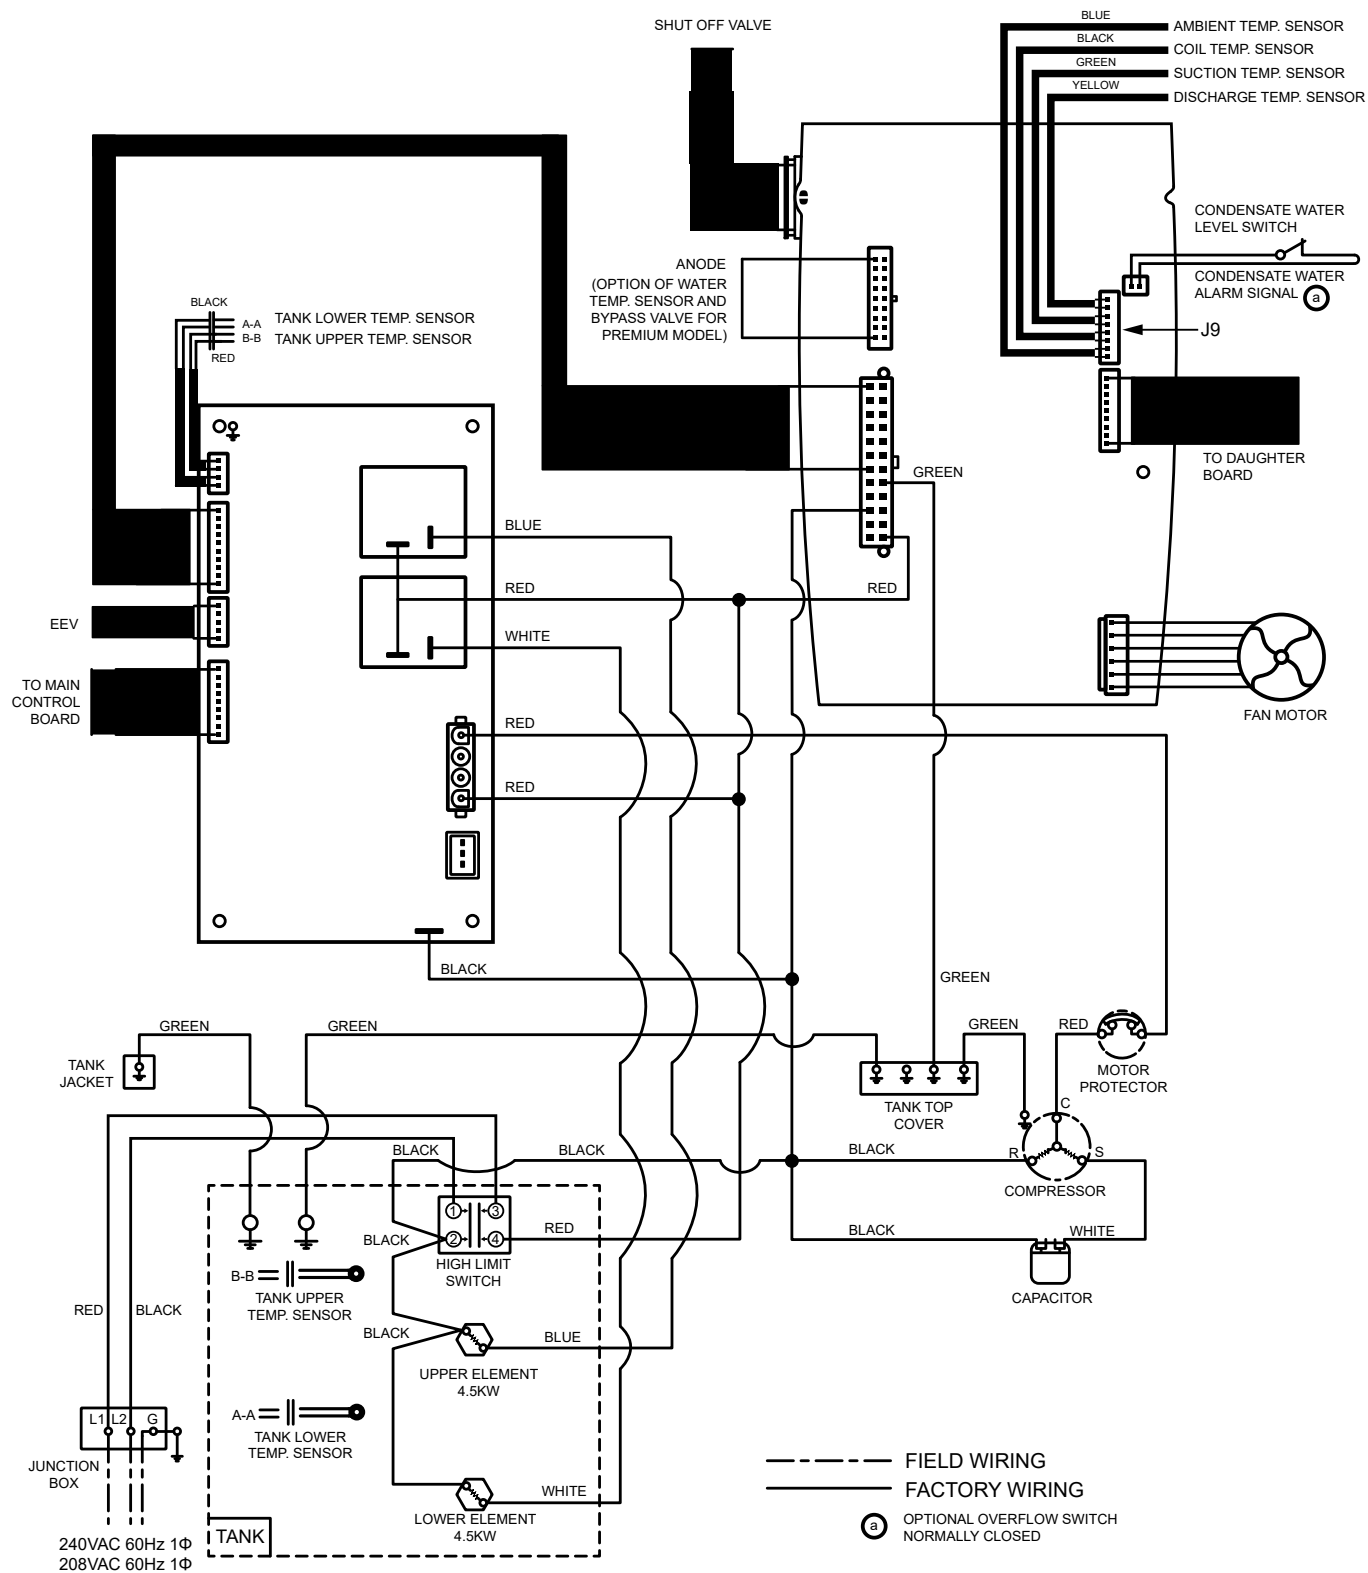 SHUT OFF VALVE
BLUE
AMBIENT TEMP. SENSOR
BLACK
COIL TEMP. SENSOR
GREEN
SUCTION TEMP. SENSOR
YELLOW
DISCHARGE TEMP. SENSOR
CONDENSATE WATER
LEVEL SWITCH
CONDENSATE WATER
ALARM SIGNAL a
ANODE
(OPTION OF WATER
TEMP. SENSOR AND
BYPASS VALVE FOR
PREMIUM MODEL)
J9
BLACK
A-A
TANK LOWER TEMP. SENSOR
B-B
TANK UPPER TEMP. SENSOR
RED
TO DAUGHTER
BOARD
GREEN
BLUE
RED
RED
WHITE
EEV
TO MAIN
CONTROL
BOARD
FAN MOTOR
RED
RED
BLACK
GREEN
GREEN
GREEN
GREEN
RED
TANK
JACKET
MOTOR
PROTECTOR
TANK TOP
COVER
C
R
S
COMPRESSOR
BLACK
BLACK
BLACK
1
3
2
4
BLACK
RED
HIGH LIMIT
SWITCH
BLACK
WHITE
CAPACITOR
B-B
TANK UPPER
TEMP. SENSOR
RED
BLACK
BLACK
BLUE
UPPER ELEMENT
4.5KW
A-A
TANK LOWER
TEMP. SENSOR
L1
L2
G
JUNCTION
BOX
WHITE
LOWER ELEMENT
4.5KW
TANK
240VAC 60Hz 1Φ
208VAC 60Hz 1Φ
FIELD WIRING
FACTORY WIRING
a OPTIONAL OVERFLOW SWITCH
NORMALLY CLOSED